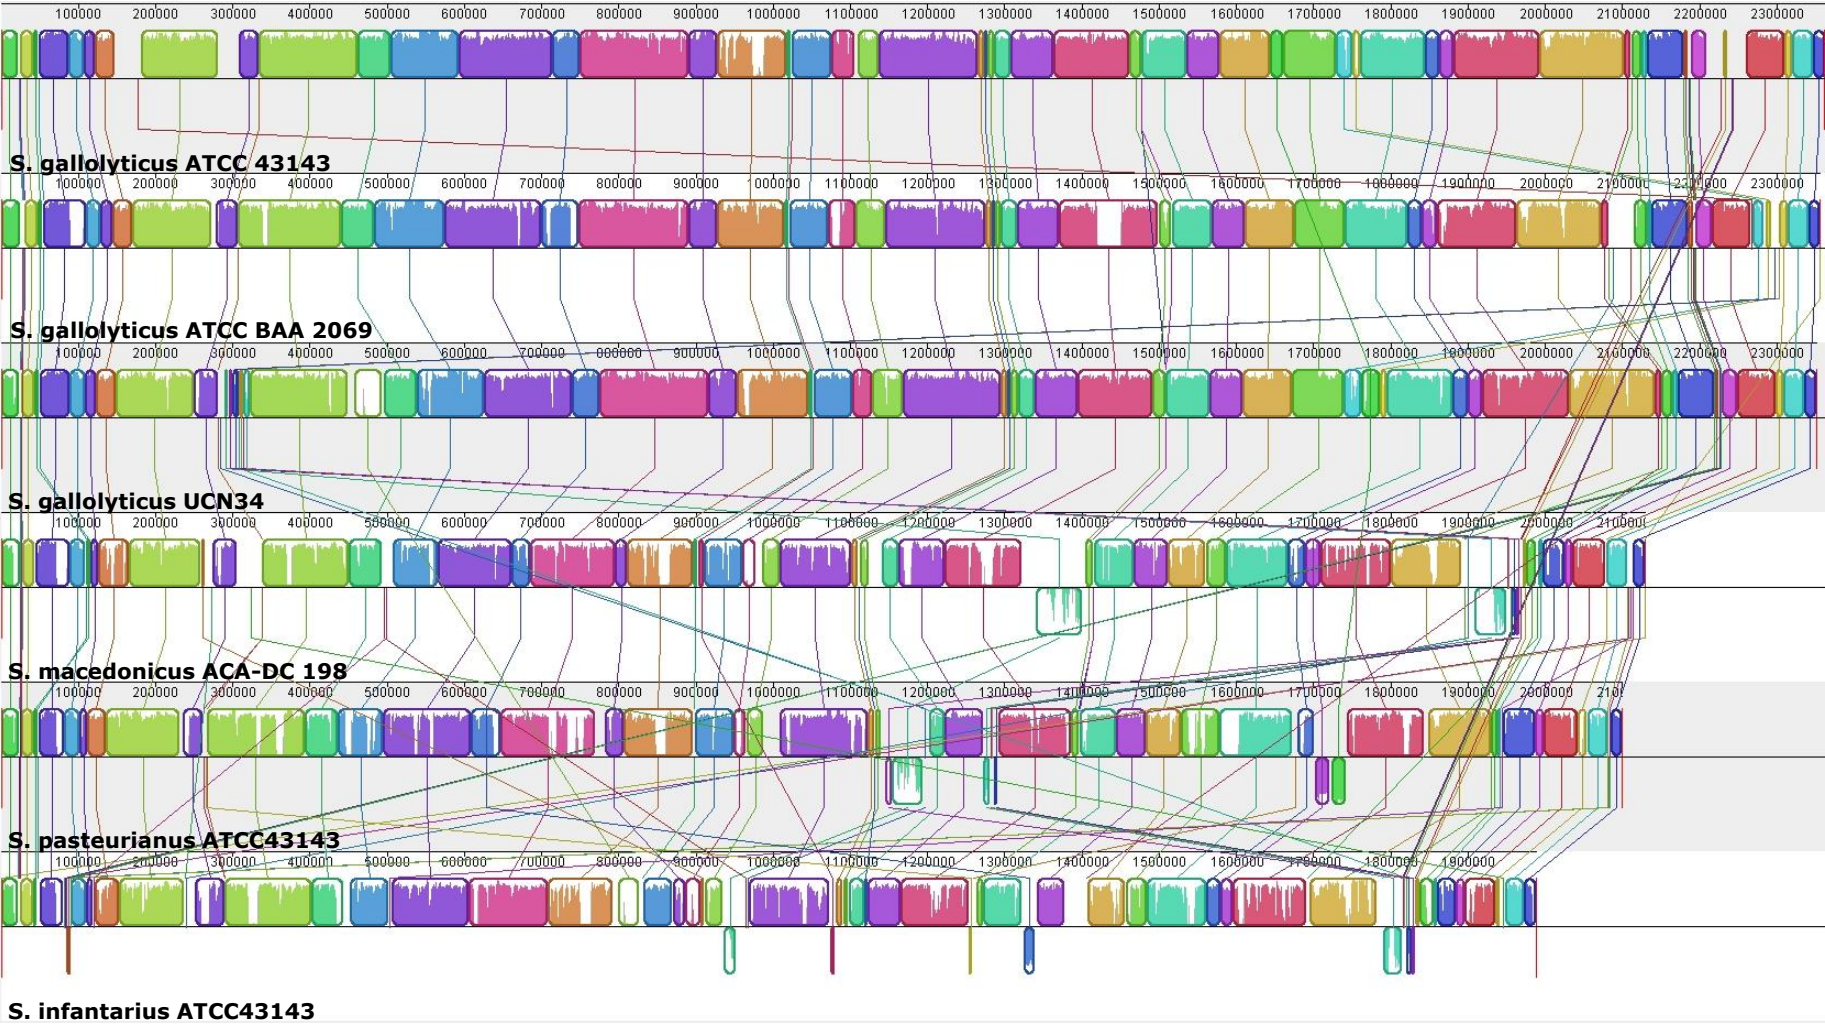 100000 200000 300000 400000 500000 600000 700000 800000 900000 1000000 1100000 1200000 1300000 1400000 1500000 1600000 1700000 1800000 1900000 2000000 2100000 2200000 2300000
S. gallolyticus ATCC 43143
100000 200000 300000 400000 500000 600000 700000 800000 900000 1000000 1100000 1200000 1300000 1400000 1500000 1600000 1700000 1800000 1900000 2000000 2100000 2200000 2300000
S. gallolyticus ATCC BAA 2069
100000 200000 300000 400000 500000 600000 700000 800000 900000 1000000 1100000 1200000 1300000 1400000 1500000 1600000 1700000 1800000 1900000 2000000 2100000 2200000 2300000
S. gallolyticus UCN34
100000 200000 300000 400000 500000 600000 700000 800000 900000 1000000 1100000 1200000 1300000 1400000 1500000 1600000 1700000 1800000 1900000 2000000 210000
S. macedonicus ACA-DC 198
100000 200000 300000 400000 500000 600000 700000 800000 900000 1000000 1100000 1200000 1300000 1400000 1500000 1600000 1700000 1800000 1900000 2000000 210
S. pasteurianus ATCC43143
100000 200000 300000 400000 500000 600000 700000 800000 900000 1000000 1100000 1200000 1300000 1400000 1500000 1600000 1700000 1800000 1900000
S. infantarius ATCC43143